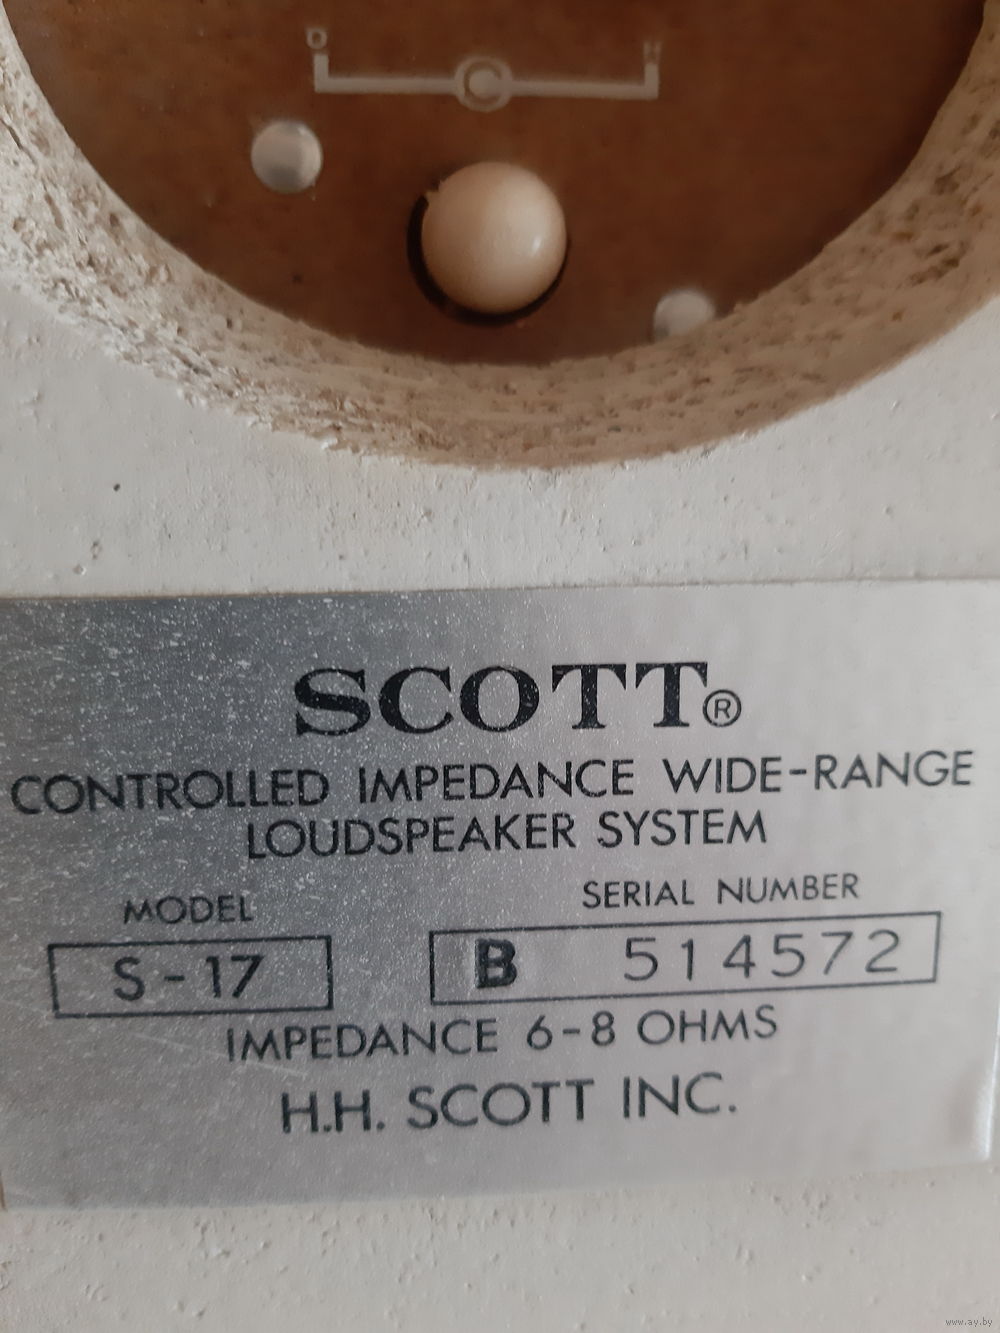 SCOTT®
CONTROLLED IMPEDANCE WIDE-RANGE
LOUDSPEAKER SYSTEM
MODEL SERIAL NUMBER
S-17 B 514572
IMPEDANCE 6-8 OHMS
H.H. SCOTT INC.
www.ay.by